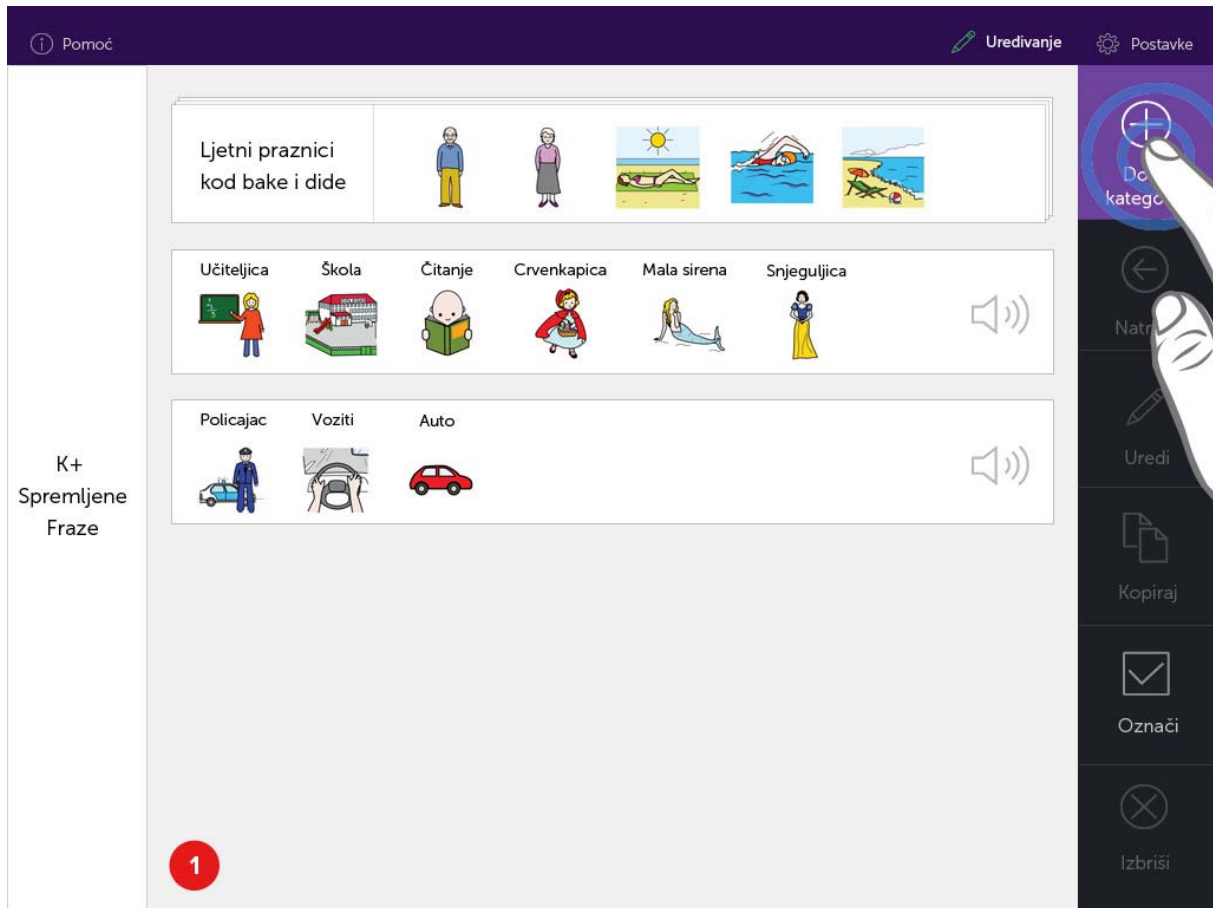 Pomoć
Uredivanje
Postavke
Ljetni praznici
kod bake i dide
Učiteljica Škola Čitanje Crvenkapica Mala sirena Snjeguljica
Policajac Voziti Auto
K+
Spremljene
Fraze
Uredi
Kopiraj
Označi
Izbriši
1